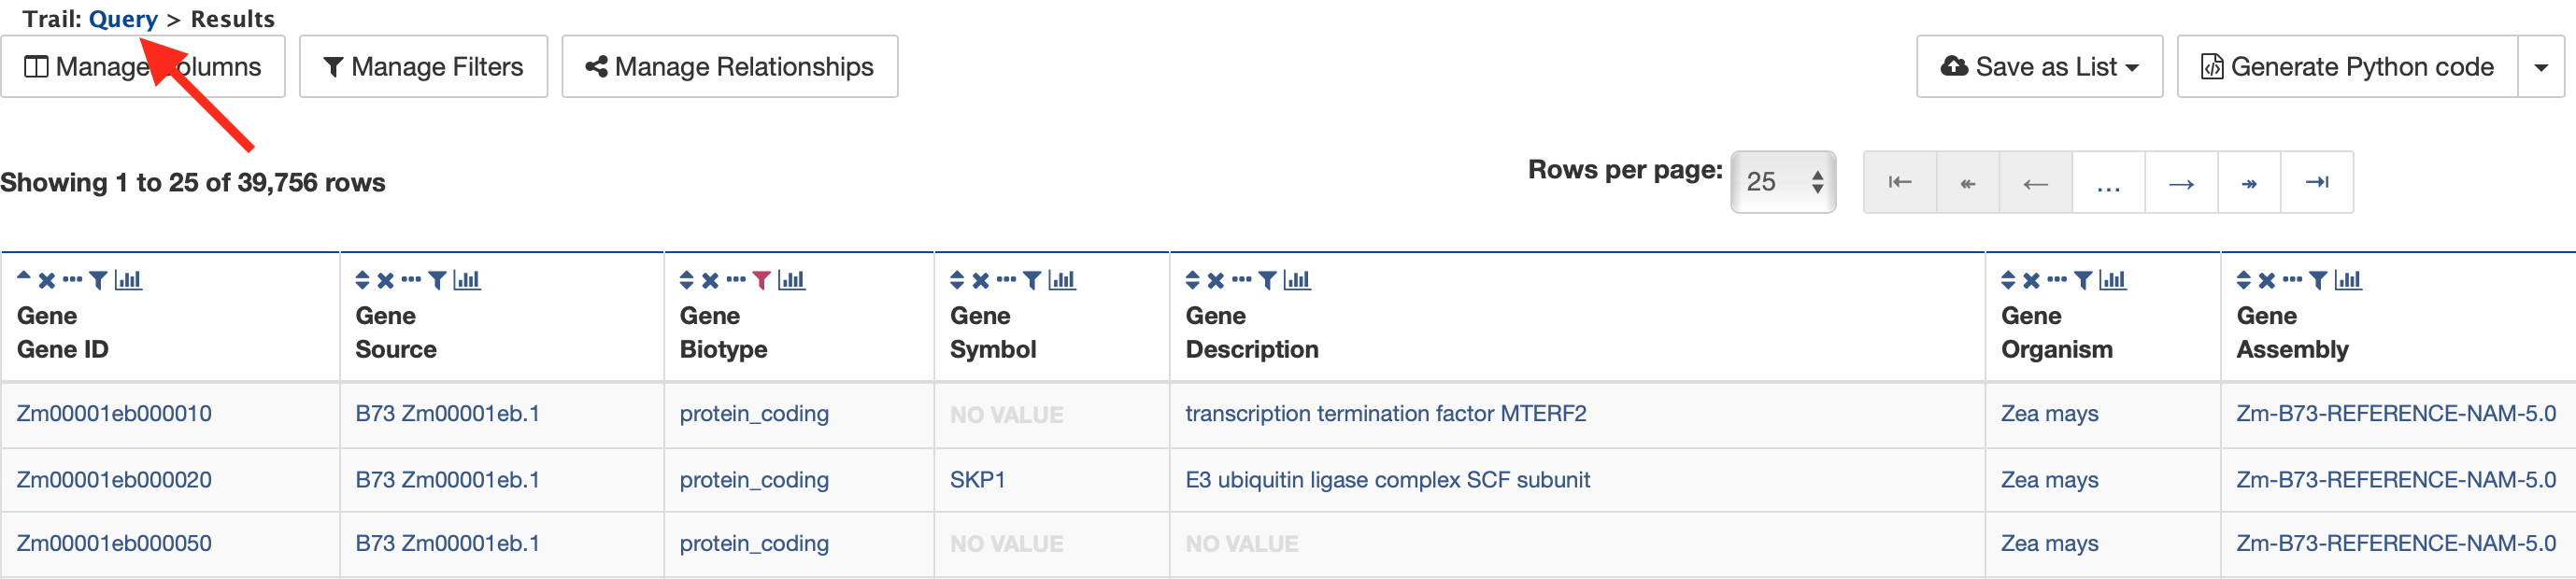 Trail: Query > Results
Manage Columns Manage Filters Manage Relationships Save as List Generate Python code
Showing 1 to 25 of 39,756 rows Rows per page: 25 ...
Gene Gene Gene Gene Gene Gene Gene
Gene ID Source Biotype Symbol Description Organism Assembly
Zm00001eb000010 B73 Zm00001eb.1 protein_coding NO VALUE transcription termination factor MTERF2 Zea mays Zm-B73-REFERENCE-NAM-5.0
Zm00001eb000020 B73 Zm00001eb.1 protein_coding SKP1 E3 ubiquitin ligase complex SCF subunit Zea mays Zm-B73-REFERENCE-NAM-5.0
Zm00001eb000050 B73 Zm00001eb.1 protein_coding NO VALUE NO VALUE Zea mays Zm-B73-REFERENCE-NAM-5.0